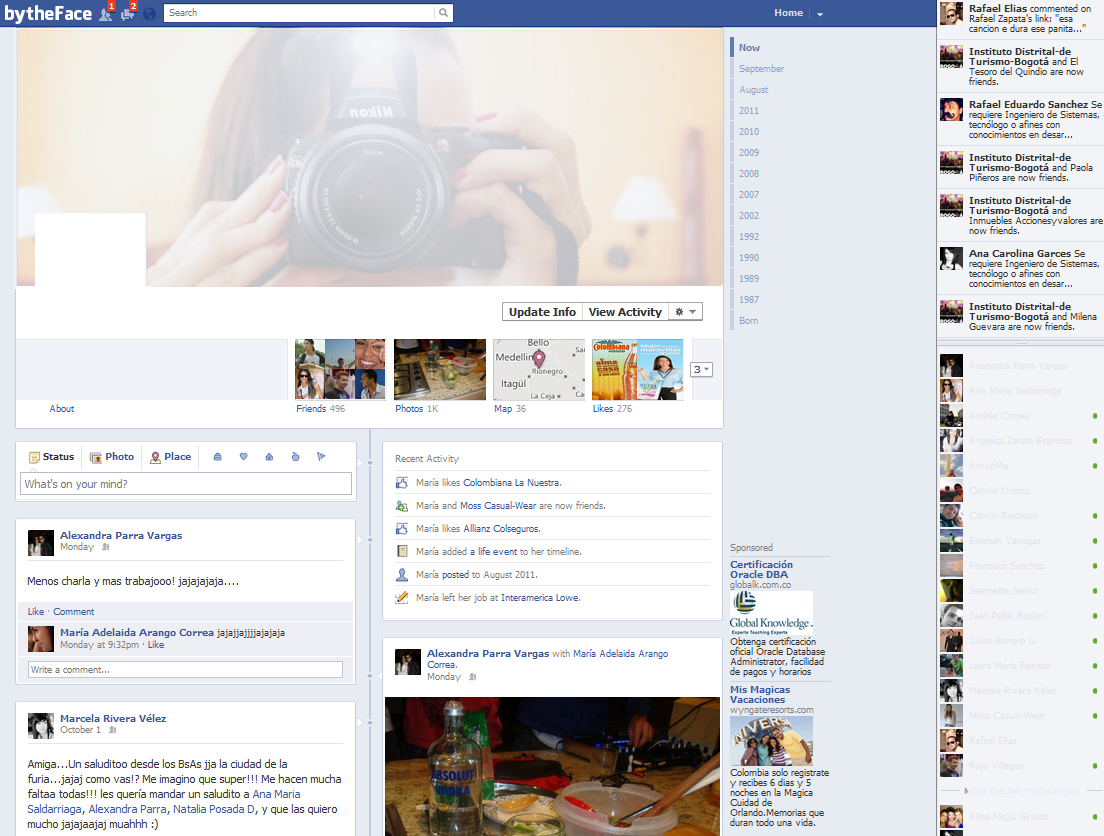 bytheFace
1
2
Search
Home
Nikon
Now
September
August
2011
2010
2009
2008
2007
2002
1992
1990
1989
1987
Born
Update Info
View Activity
About
Friends 496
Photos 1K
Bello
Medellín
Rionegro
Itagüí
La Ceja
Map 36
Colombiana
Likes 276
3
Status
Photo
Place
What's on your mind?
Alexandra Parra Vargas
Monday
Menos charla y mas trabajooo! jajajajaja....
Like · Comment
María Adelaida Arango Correa jajajjajjjjajajaja
Monday at 9:32pm · Like
Write a comment...
Marcela Rivera Vélez
October 1
Amiga...Un saluditoo desde los BsAs jja la ciudad de la
furia...jajaj como vas!? Me imagino que super!!! Me hacen mucha
faltaa todas!!! les quería mandar un saludito a Ana Maria
Saldarriaga, Alexandra Parra, Natalia Posada D, y que las quiero
mucho jajajaajaj muahhh :)
Recent Activity
María likes Colombiana La Nuestra.
María and Moss Casual-Wear are now friends.
María likes Allianz Colseguros.
María added a life event to her timeline.
María posted to August 2011.
María left her job at Interamerica Lowe.
Alexandra Parra Vargas with María Adelaida Arango
Correa.
Monday
ABSOLUT
VODKA
Sponsored
Certificación
Oracle DBA
globalk.com.co
Global Knowledge
Experts Teaching Experts
Obtenga certificación
oficial Oracle Database
Administrator, facilidad
de pagos y horarios
Mis Magicas
Vacaciones
wyngateresorts.com
Colombia solo registrate
y recibes 6 dias y 5
noches en la Magica
Cuidad de
Orlando.Memorias que
duran todo una vida.
Rafael Elias commented on
Rafael Zapata's link: "esa
cancion e dura ese panita..."
Instituto Distrital-de
Turismo-Bogotá and El
Tesoro del Quindio are now
friends.
Rafael Eduardo Sanchez Se
requiere Ingeniero de Sistemas,
tecnólogo o afines con
conocimientos en desar...
Instituto Distrital-de
Turismo-Bogotá and Paola
Piñeros are now friends.
Instituto Distrital-de
Turismo-Bogotá and
Inmuebles Accionesyvalores are
now friends.
Ana Carolina Garces Se
requiere Ingeniero de Sistemas,
tecnólogo o afines con
conocimientos en desar...
Instituto Distrital-de
Turismo-Bogotá and Milena
Guevara are now friends.
Alexandra Parra Vargas
Ana Maria Saldarriaga
Andres Correa
Angelica Zarate Espinosa
Ani LoMa
Camilo Orozco
Camilo Restrepo
Esteban Vanegas
Francisco Sanchez
Jeannette Senior
Juan Pablo Roldan
Julian Borrero U
Laura María Benitez
Marcela Rivera Vélez
Moss Casual-Wear
Rafael Elias
Rojo Villegas
MORE ONLINE FRIENDS
Alina Mejía Giraldo